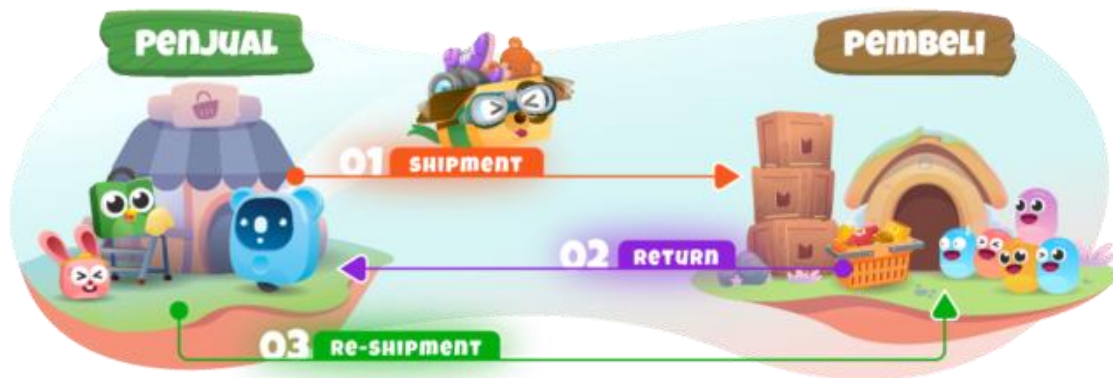 PENJUAL
PEMBELI
01 SHIPMENT
02 RETURN
03 RE-SHIPMENT